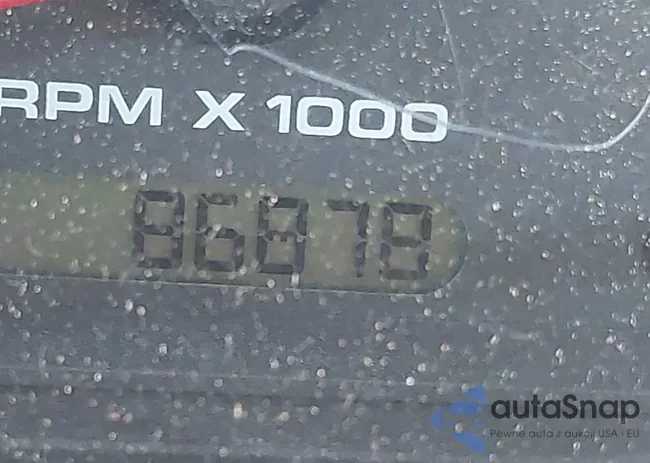 RPM X 1000
86878
autaSnap
Pewne auta z aukcji USA i EU